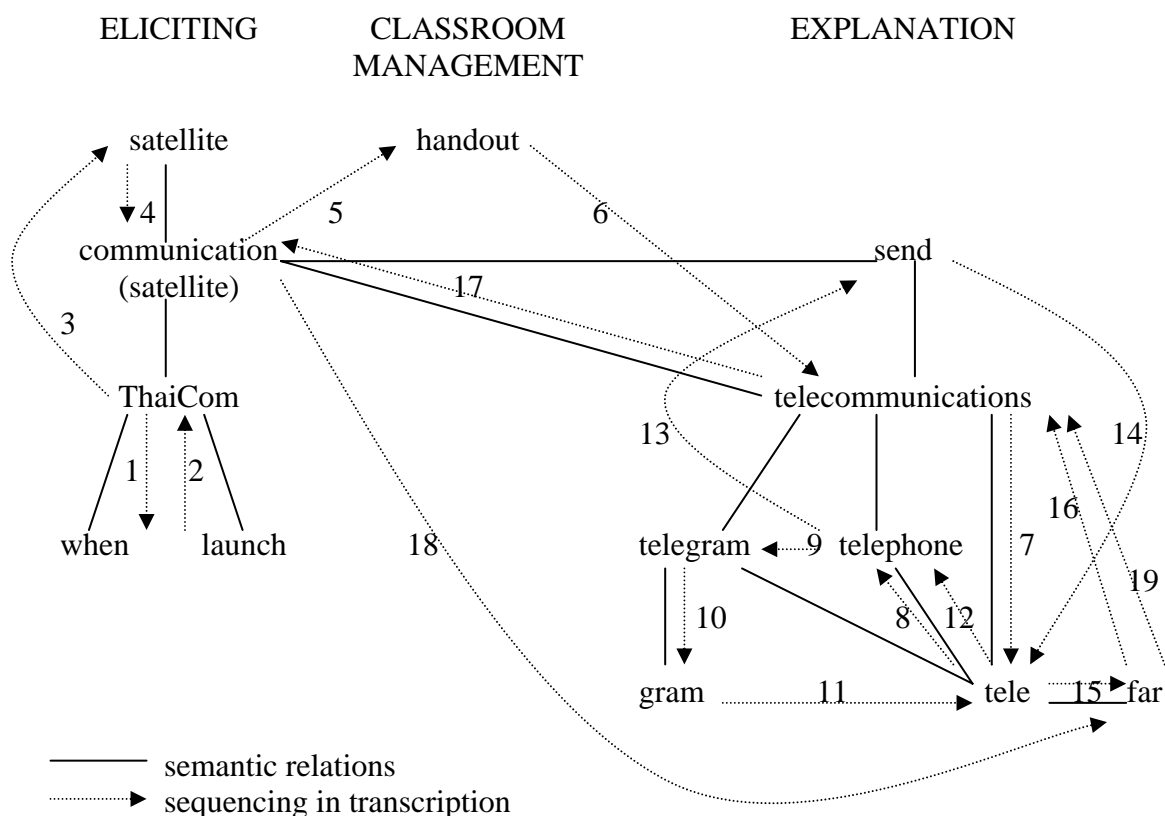 ELICITING CLASSROOM MANAGEMENT EXPLANATION
satellite handout
4 5 6
communication (satellite) send
17
3
ThaiCom telecommunications
13 14
1 2
16
when launch 18 telegram 9 telephone 7
19
10 8 12
gram 11 tele 15 far
semantic relations
sequencing in transcription